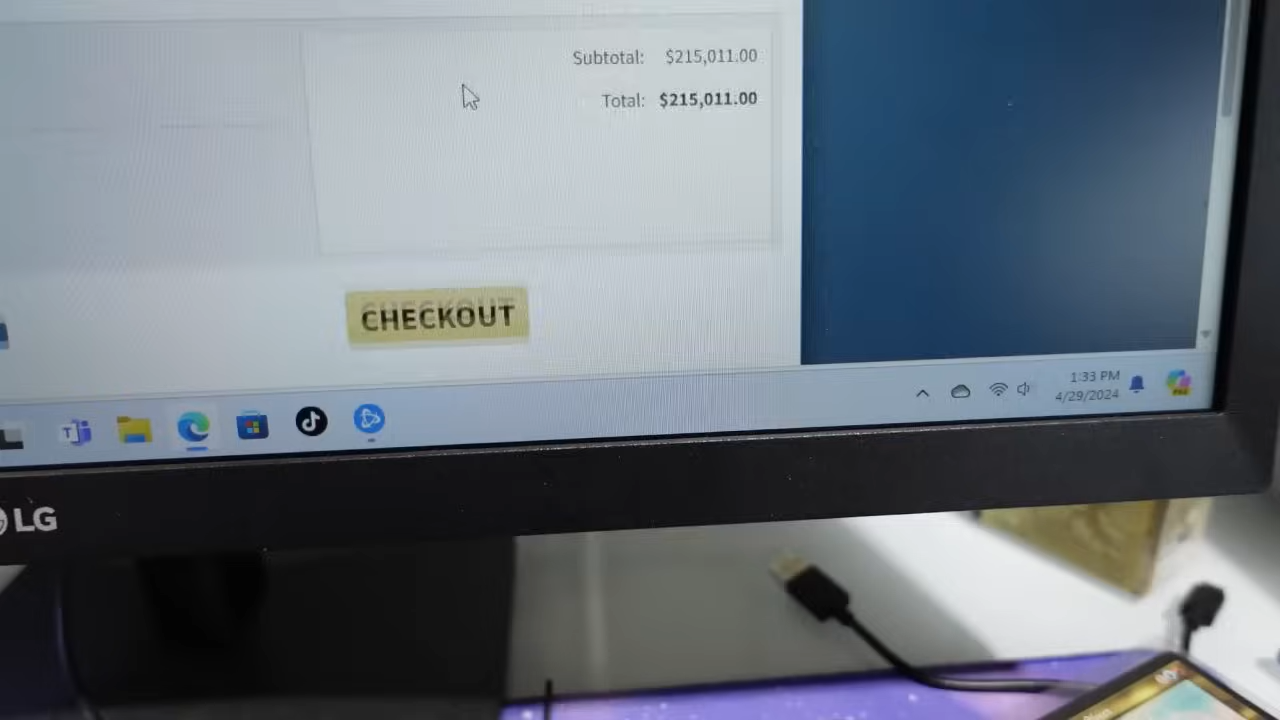 Subtotal: $215,011.00
Total: $215,011.00
CHECKOUT
1:33 PM
4/29/2024
LG